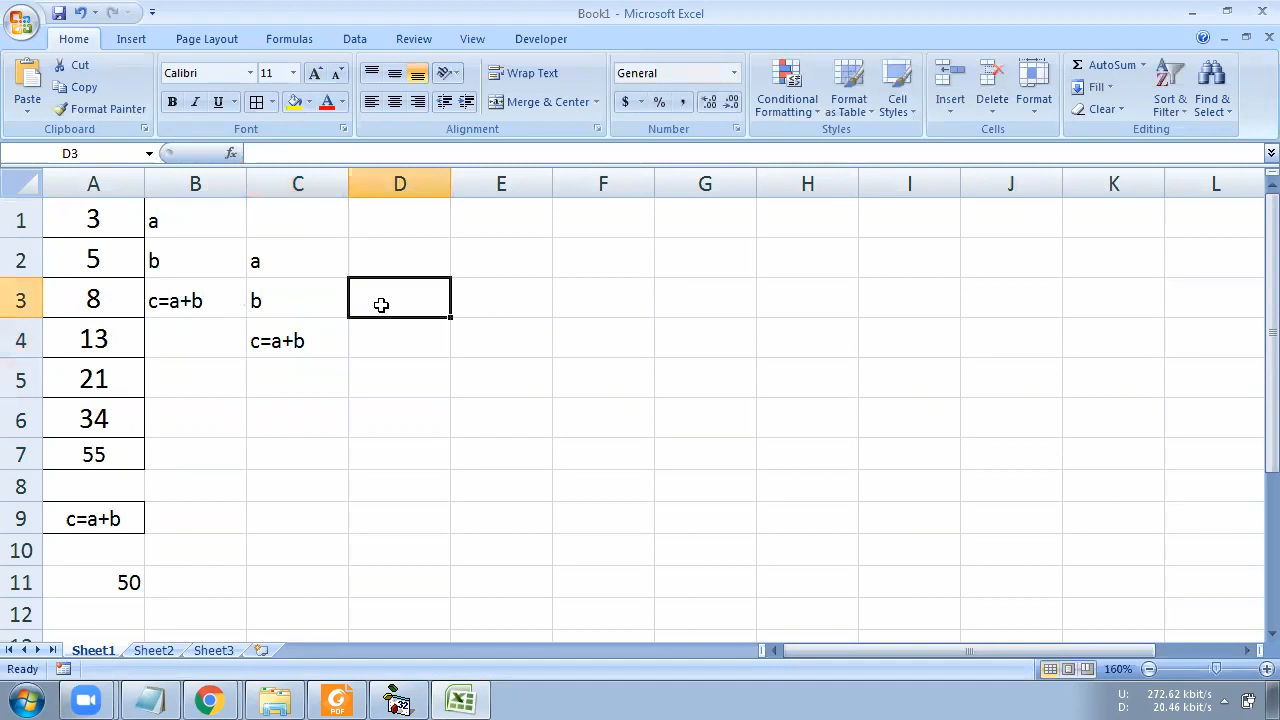 Book1 - Microsoft Excel
Home Insert Page Layout Formulas Data Review View Developer
Paste
Cut
Copy
Format Painter
Clipboard
Calibri 11
B I U
Font
Wrap Text
Merge & Center
Alignment
General
$ % ,
Number
Conditional Formatting
Format as Table
Cell Styles
Styles
Insert
Delete
Format
Cells
AutoSum
Fill
Clear
Sort & Filter
Find & Select
Editing
D3 fx
A B C D E F G H I J K L
1 3 a
2 5 b a
3 8 c=a+b b
4 13 c=a+b
5 21
6 34
7 55
8
9 c=a+b
10
11 50
12
Sheet1 Sheet2 Sheet3
Ready 160%
PDF
32
U: 272.62 kbit/s
D: 20.46 kbit/s